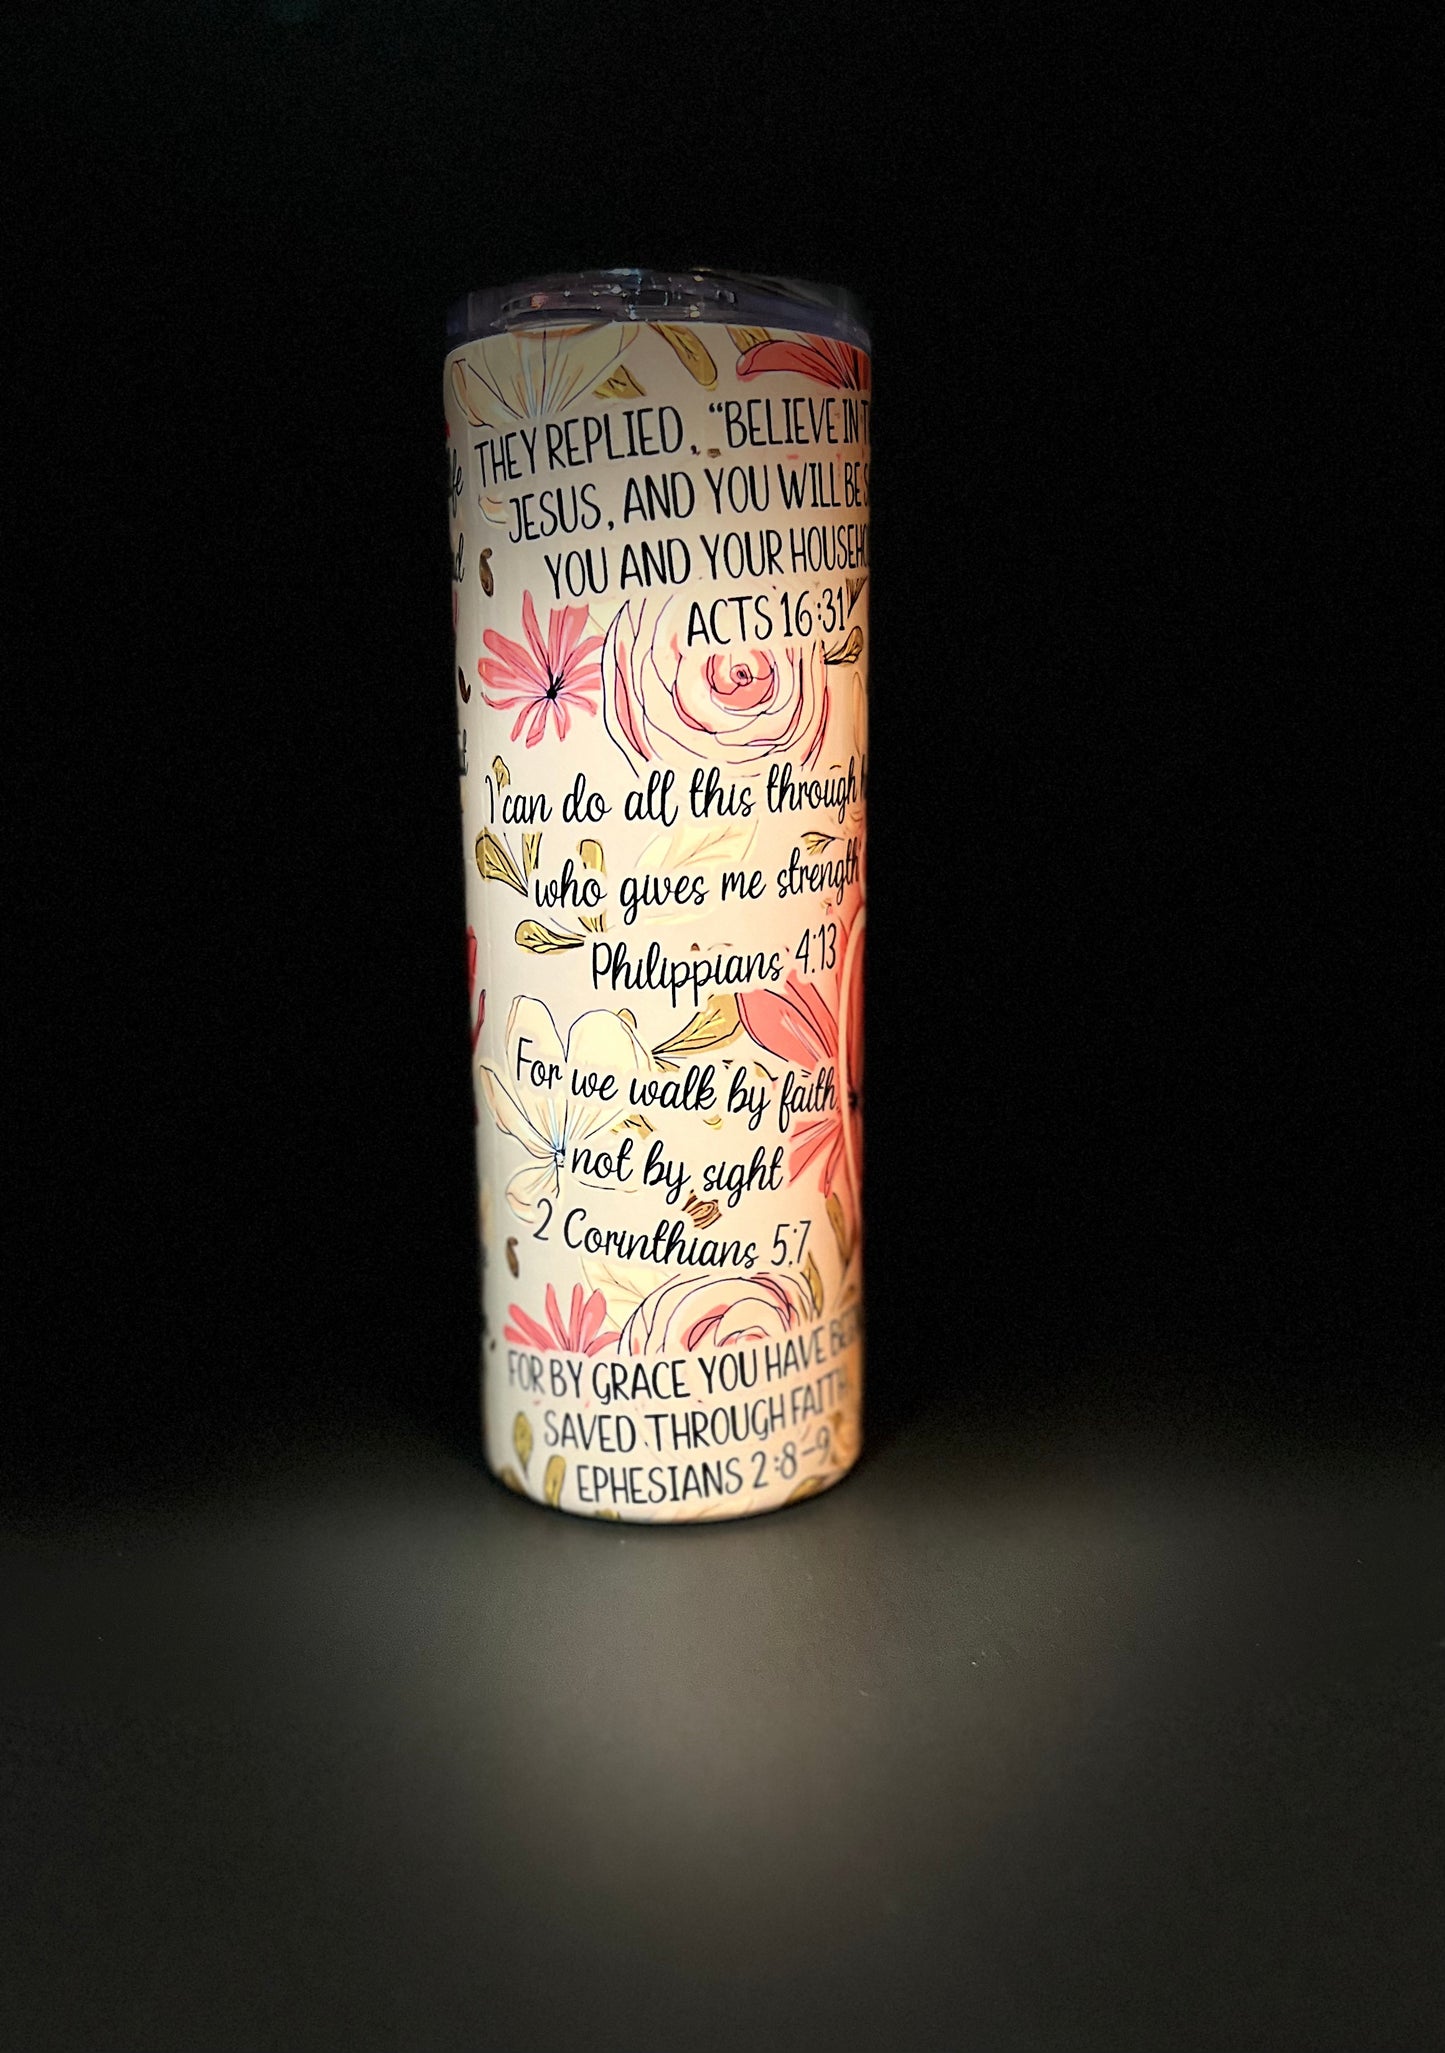 THEY REPLIED, "BELIEVE IN
JESUS, AND YOU WILL BE
YOU AND YOUR
ACTS 16:31
I can do all this through
who gives me strength
Philippians 4:13
For we walk by faith,
not by sight
2 Corinthians 5:7
FOR BY GRACE YOU HAVE
SAVED THROUGH FAITH
EPHESIANS 2:8-9